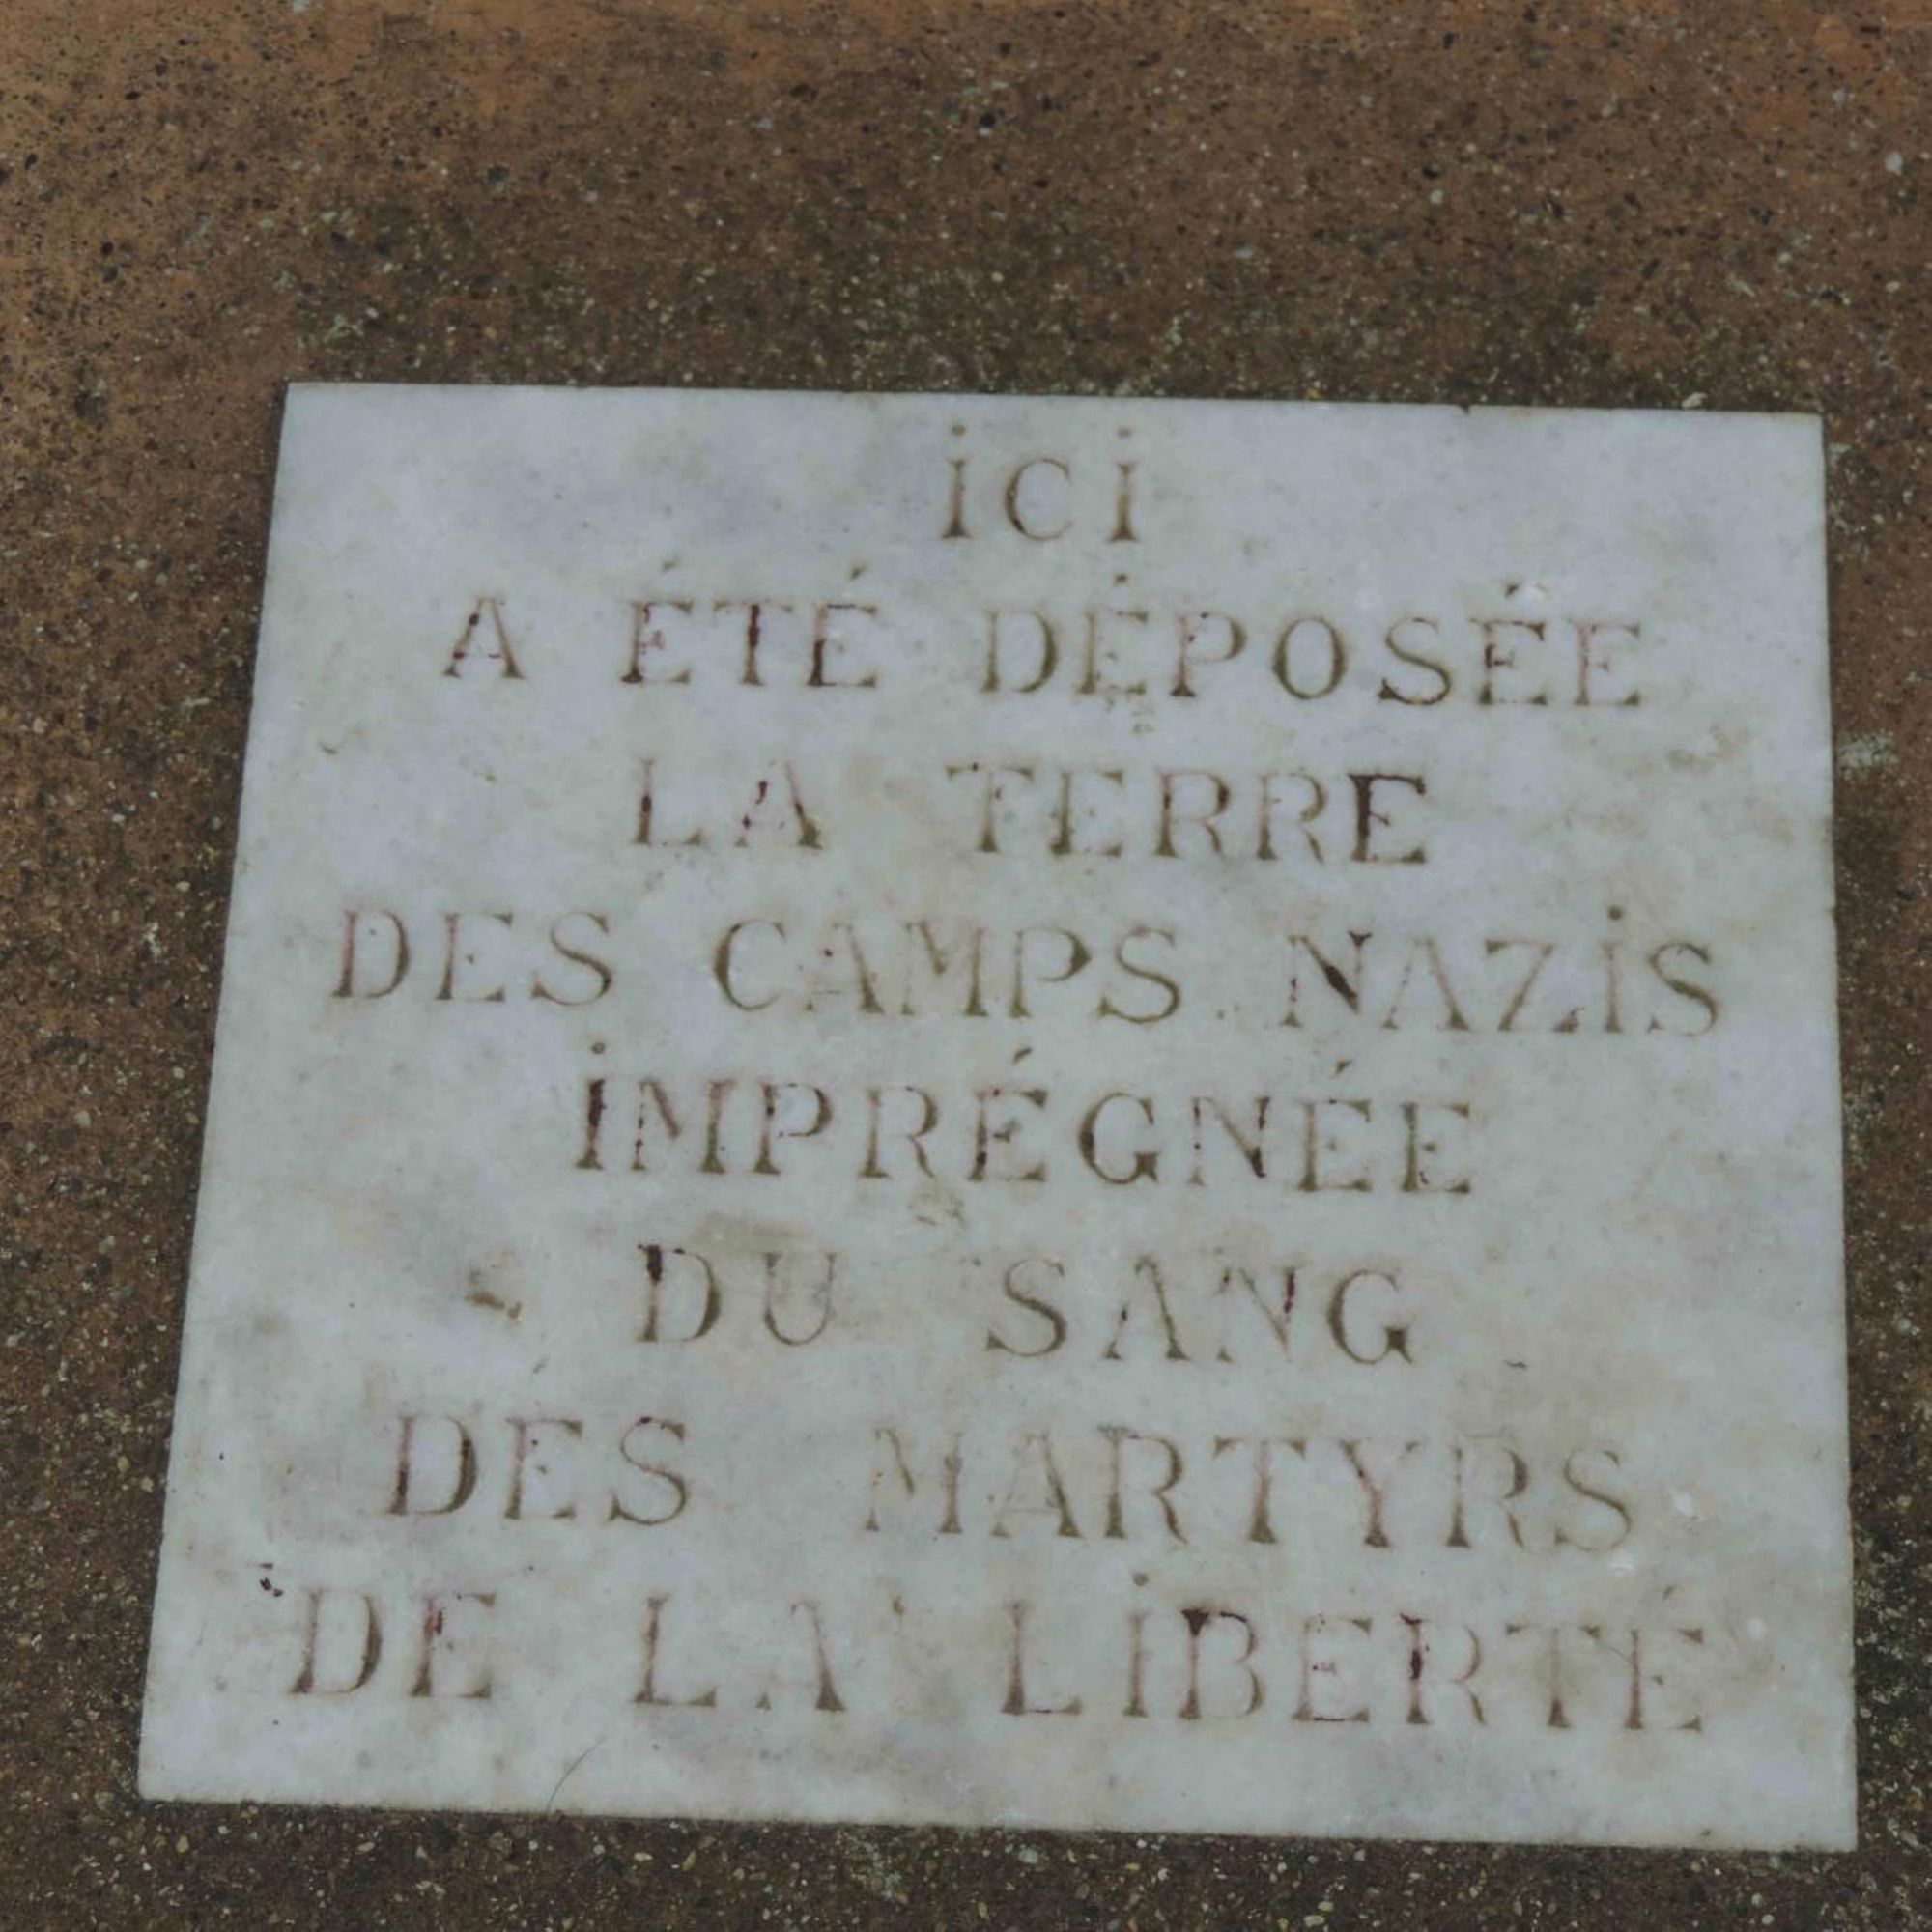 iCi
A ÉTÉ DÉPOSÉE
LA TERRE
DES CAMPS NAZiS
iMPRÉGNÉE
DU SANG
DES MARTYRS
DE LA LiBERTÉ